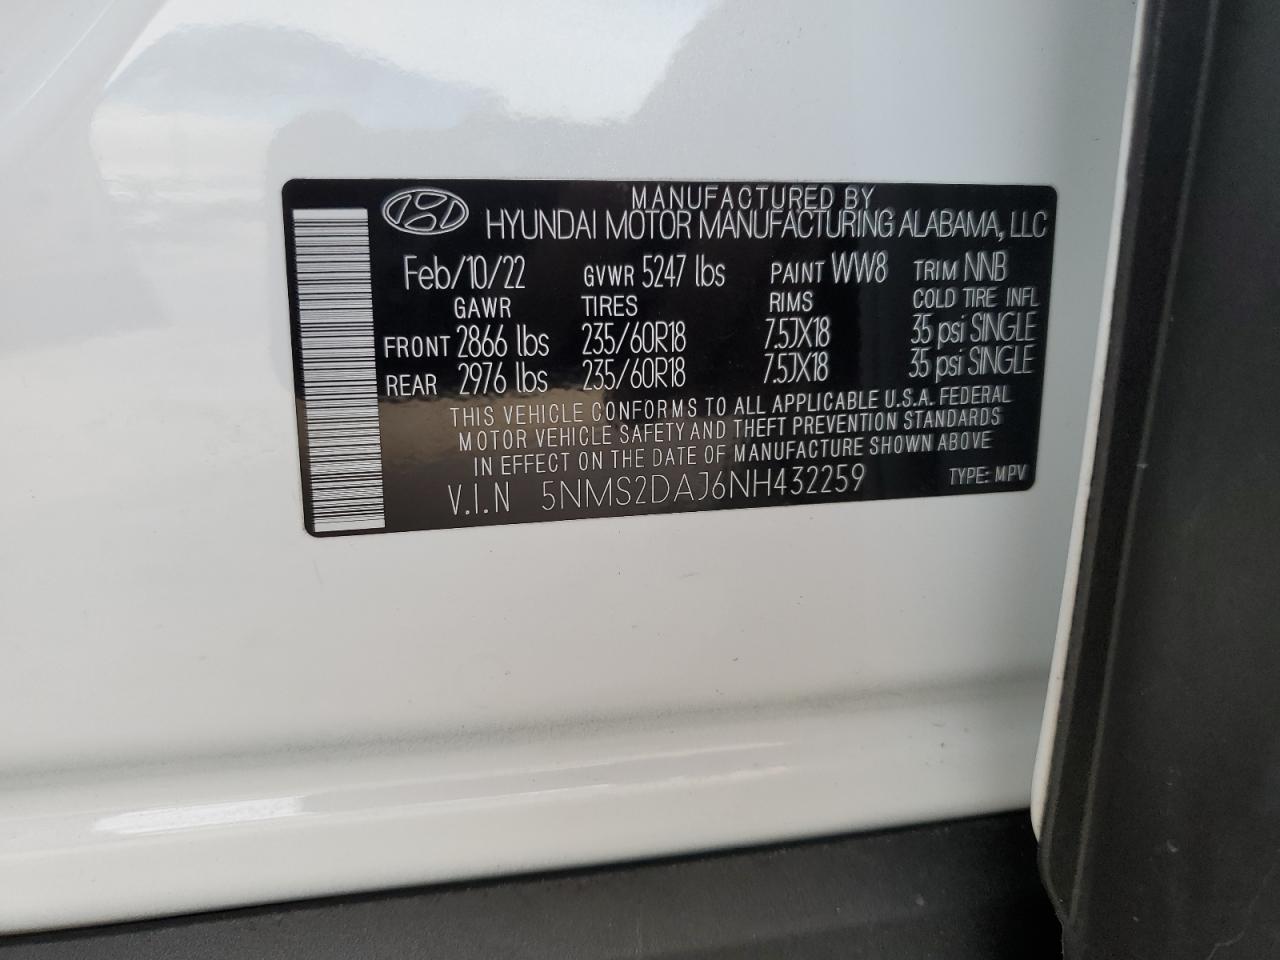 MANUFACTURED BY
HYUNDAI MOTOR MANUFACTURING ALABAMA, LLC
Feb/10/22 GVWR 5247 lbs PAINT WW8 TRIM NNB
GAWR TIRES RIMS COLD TIRE INFL
FRONT 2866 lbs 235/60R18 7.5JX18 35 psi SINGLE
REAR 2976 lbs 235/60R18 7.5JX18 35 psi SINGLE
THIS VEHICLE CONFORMS TO ALL APPLICABLE U.S.A. FEDERAL
MOTOR VEHICLE SAFETY AND THEFT PREVENTION STANDARDS
IN EFFECT ON THE DATE OF MANUFACTURE SHOWN ABOVE
V.I.N 5NMS2DAJ6NH432259 TYPE: MPV